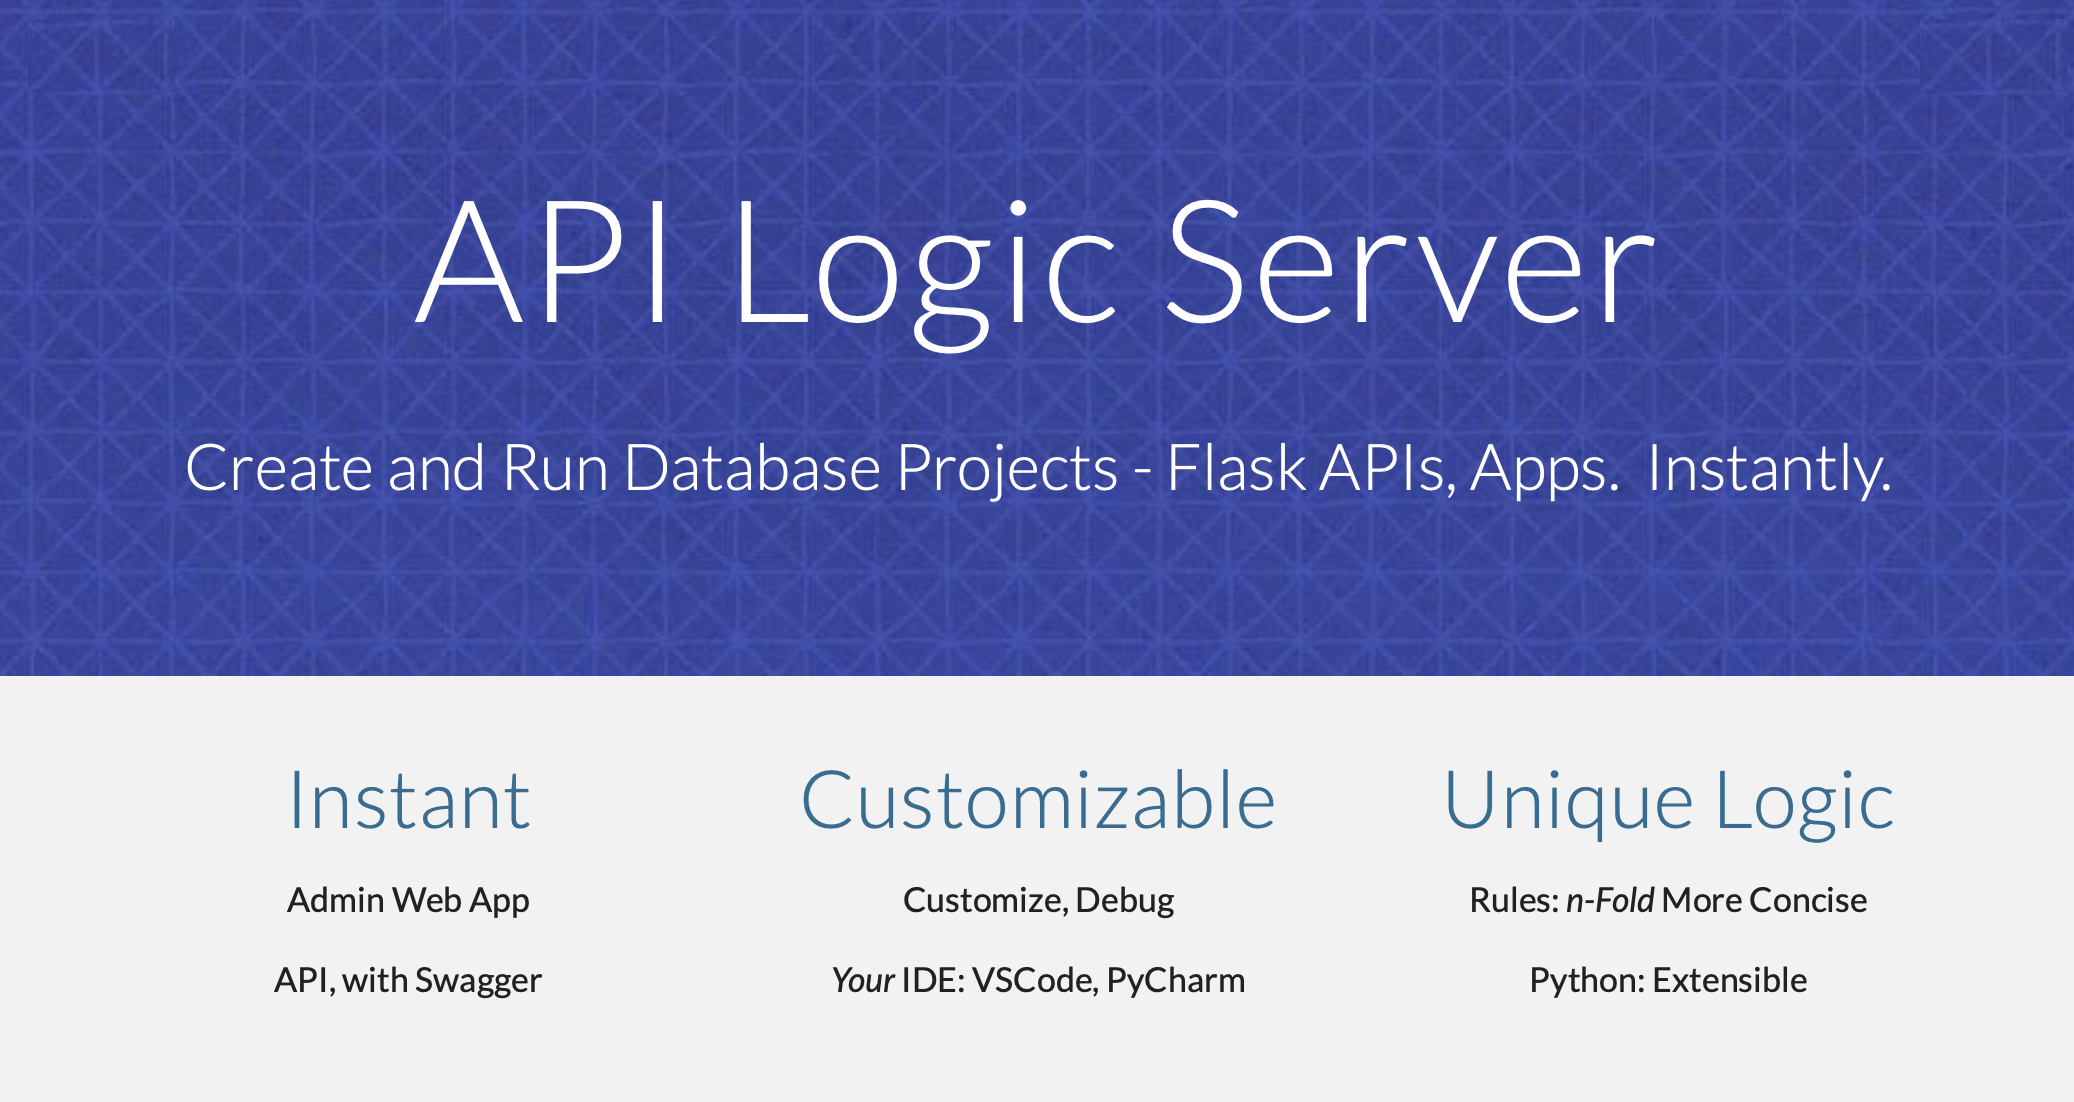 API Logic Server
Create and Run Database Projects - Flask APIs, Apps.  Instantly.
Instant
Admin Web App
API, with Swagger
Customizable
Customize, Debug
Your IDE: VSCode, PyCharm
Unique Logic
Rules: n-Fold More Concise
Python: Extensible